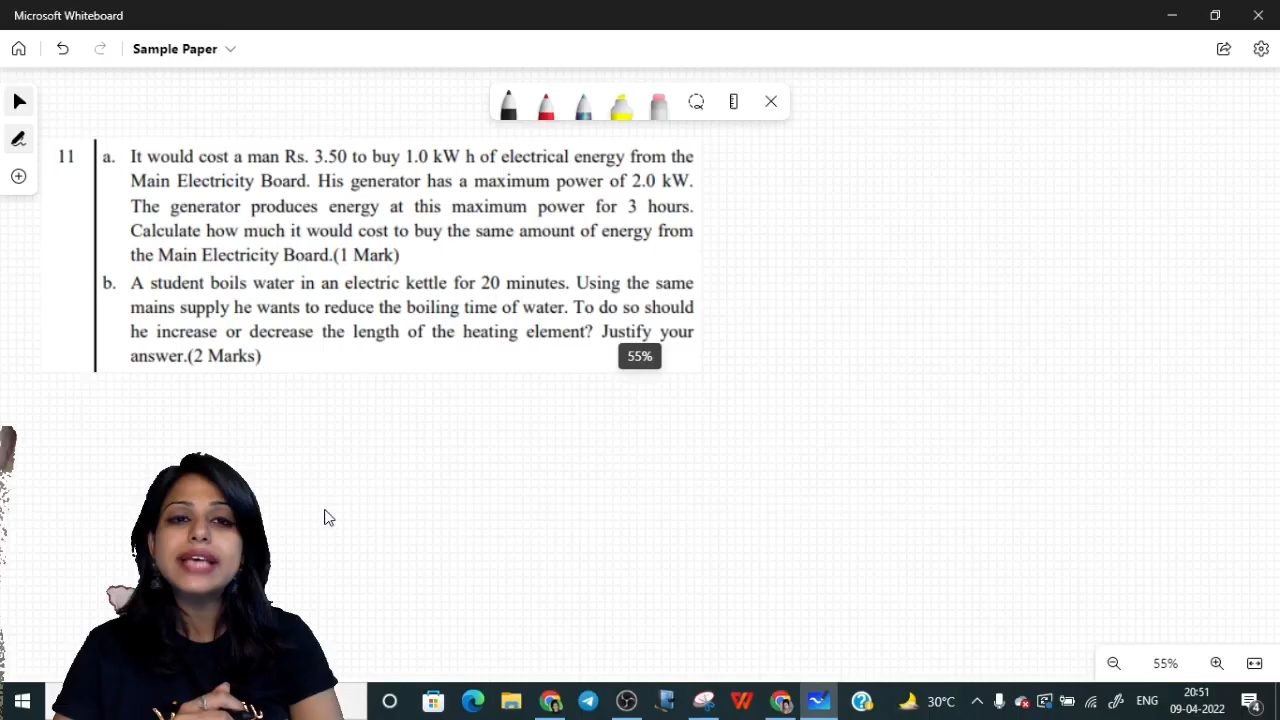 Microsoft Whiteboard
Sample Paper
11
a. It would cost a man Rs. 3.50 to buy 1.0 kW h of electrical energy from the
Main Electricity Board. His generator has a maximum power of 2.0 kW.
The generator produces energy at this maximum power for 3 hours.
Calculate how much it would cost to buy the same amount of energy from
the Main Electricity Board.(1 Mark)
b. A student boils water in an electric kettle for 20 minutes. Using the same
mains supply he wants to reduce the boiling time of water. To do so should
he increase or decrease the length of the heating element? Justify your
answer.(2 Marks)
55%
55%
30°C
ENG
20:51
09-04-2022
4